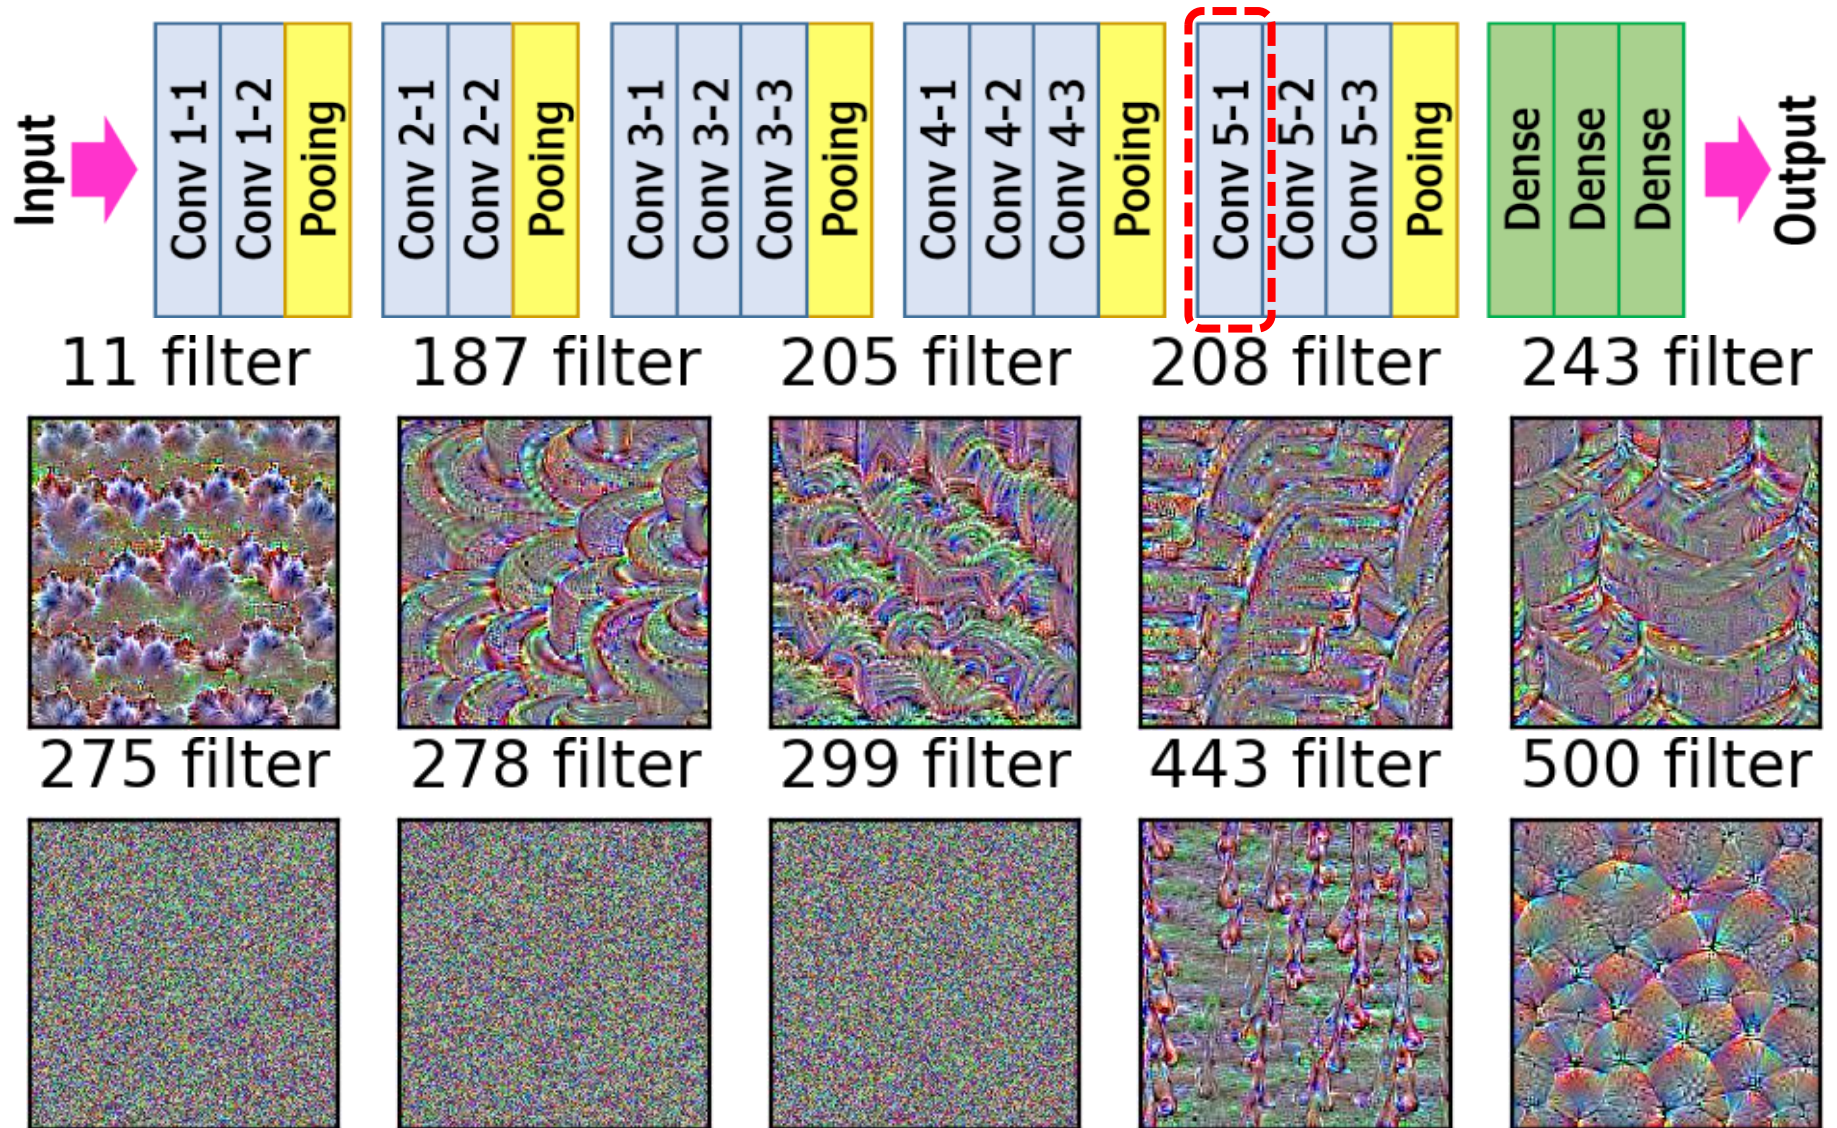 Input
Conv 1-1
Conv 1-2
Pooing
Conv 2-1
Conv 2-2
Pooing
Conv 3-1
Conv 3-2
Conv 3-3
Pooing
Conv 4-1
Conv 4-2
Conv 4-3
Pooing
Conv 5-1
Conv 5-2
Conv 5-3
Pooing
Dense
Dense
Dense
Output
11 filter
187 filter
205 filter
208 filter
243 filter
275 filter
278 filter
299 filter
443 filter
500 filter